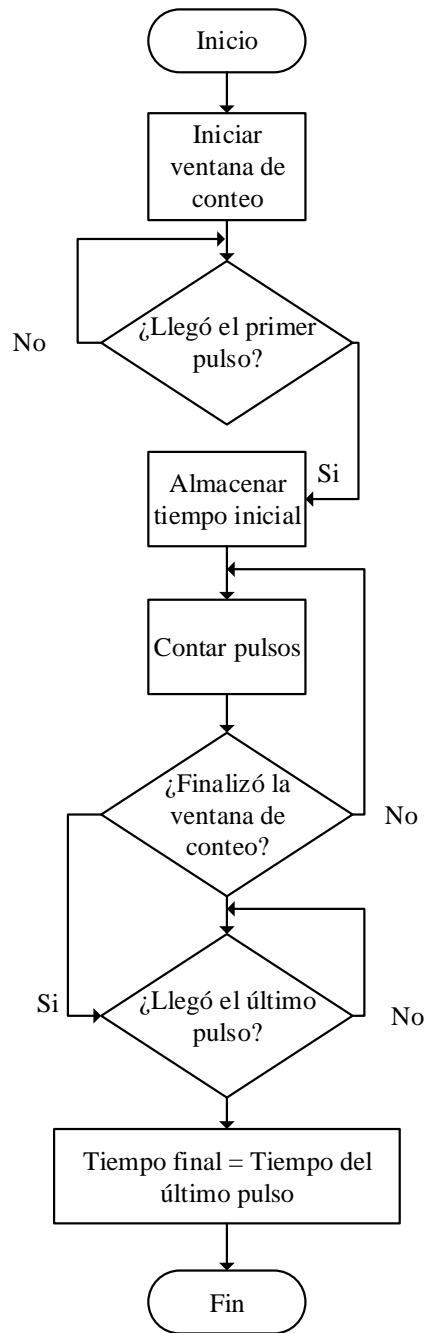 Inicio
Iniciar
ventana de
conteo
¿Llegó el primer
pulso?
No
Si
Almacenar
tiempo inicial
Contar pulsos
¿Finalizó la
ventana de
conteo?
No
Si
¿Llegó el último
pulso?
No
Tiempo final = Tiempo del
último pulso
Fin